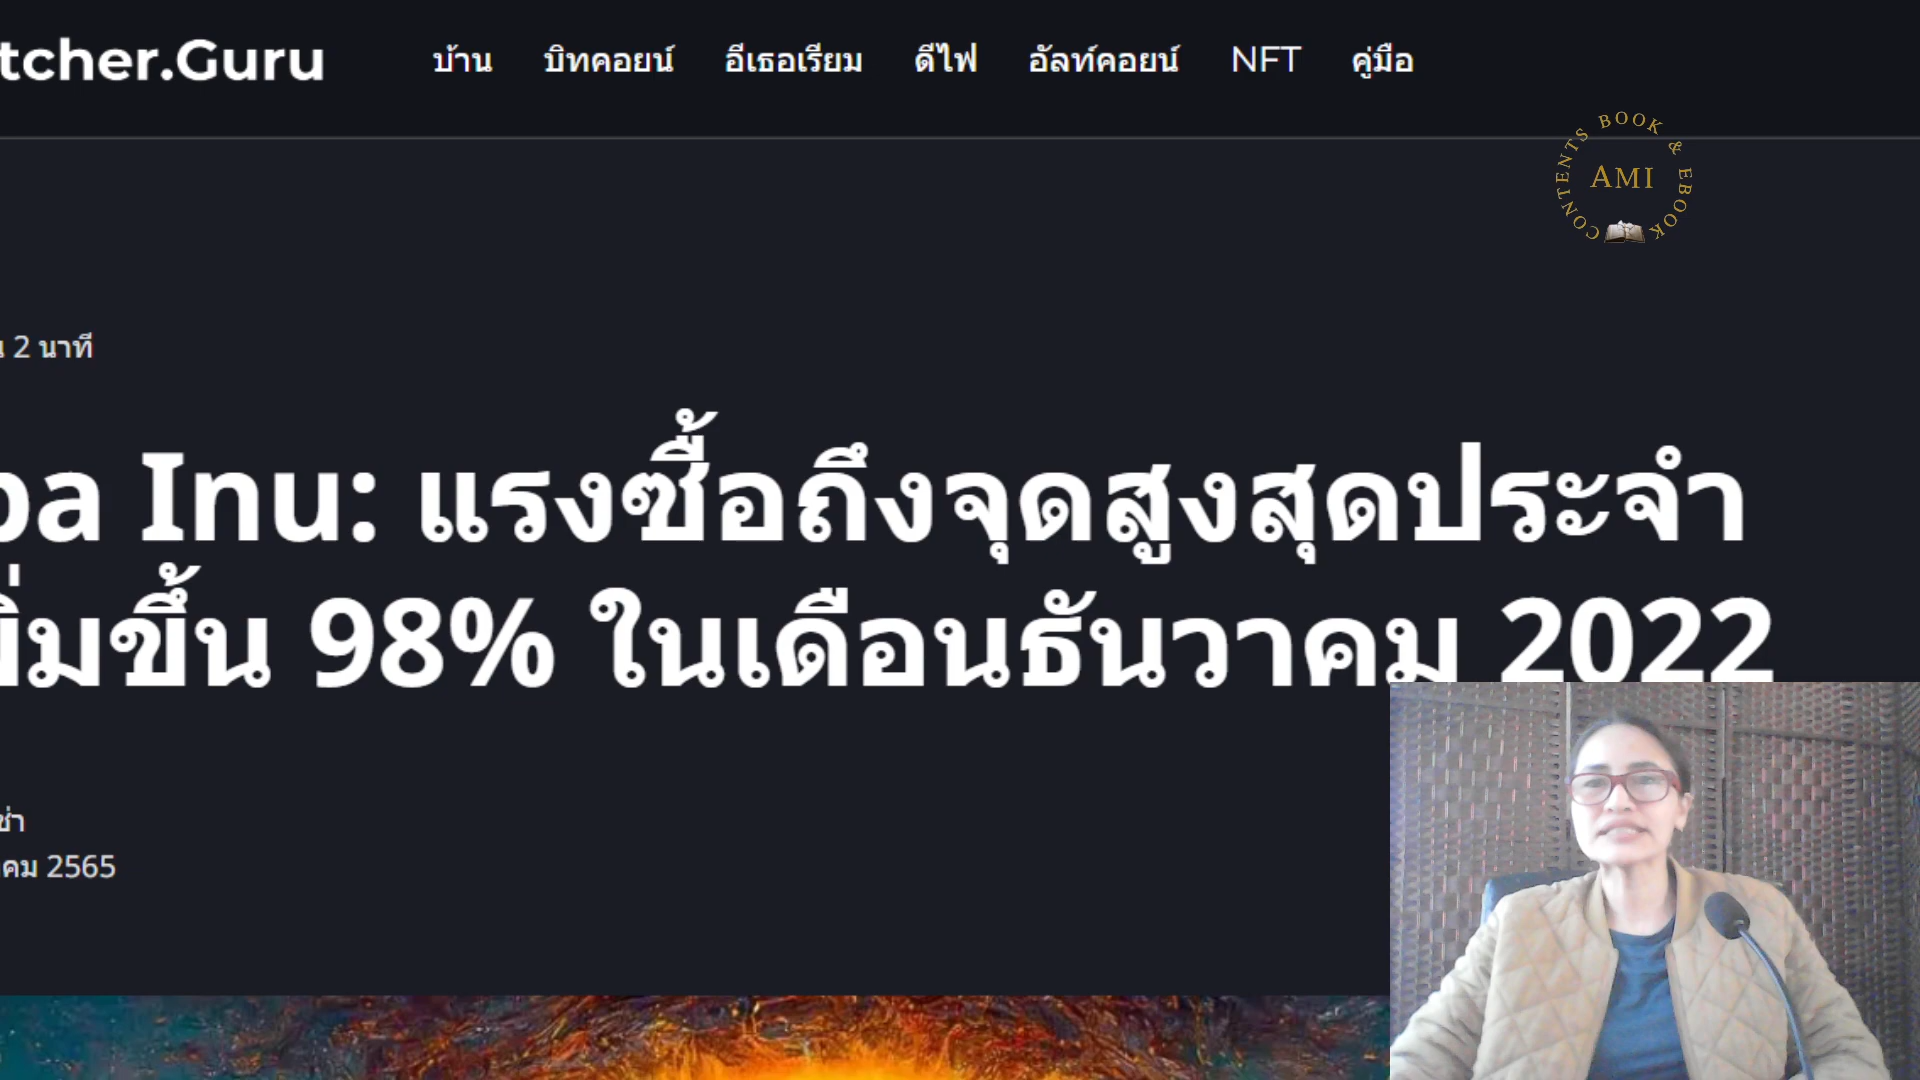 tcher.Guru บ้าน บิทคอยน์ อีเธอเรียม ดีไฟ อัลท์คอยน์ NFT คู่มือ
CONTENTS BOOK & EBOOK
AMI
2 นาที
ba Inu: แรงซื้อถึงจุดสูงสุดประจำ
พิ่มขึ้น 98% ในเดือนธันวาคม 2022
ช่า
าคม 2565